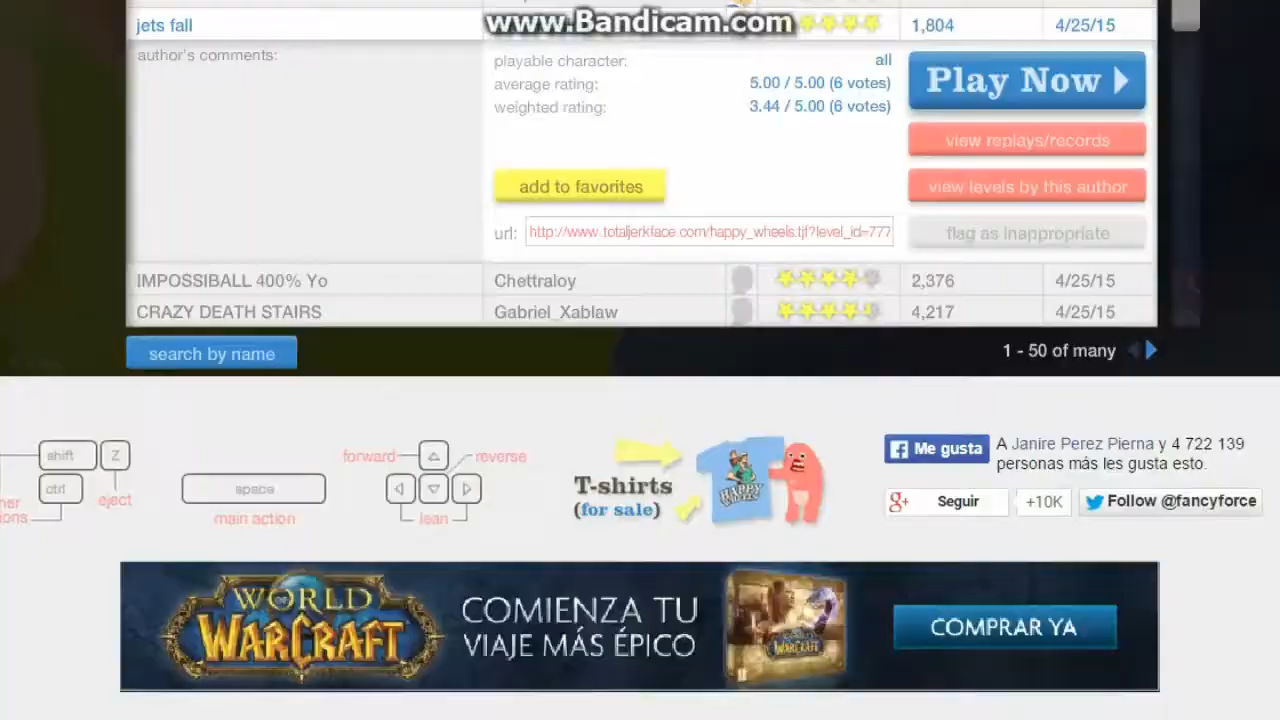 www.Bandicam.com
jets fall 1,804 4/25/15
author's comments:
playable character: all
average rating: 5.00 / 5.00 (6 votes)
weighted rating: 3.44 / 5.00 (6 votes)
Play Now
view replays/records
add to favorites
view levels by this author
url: http://www.totaljerkface.com/happy_wheels.tjf?level_id=777
flag as inappropriate
IMPOSSIBALL 400% Yo Chettraloy 2,376 4/25/15
CRAZY DEATH STAIRS Gabriel_Xablaw 4,217 4/25/15
search by name
1 - 50 of many
shift Z
ctrl
eject
space
main action
forward
reverse
lean
T-shirts
(for sale)
HAPPY WHEELS
Me gusta
A Janire Perez Pierna y 4 722 139
personas más les gusta esto.
Seguir
+10K
Follow @fancyforce
WORLD OF WARCRAFT
COMIENZA TU
VIAJE MÁS ÉPICO
COMPRAR YA